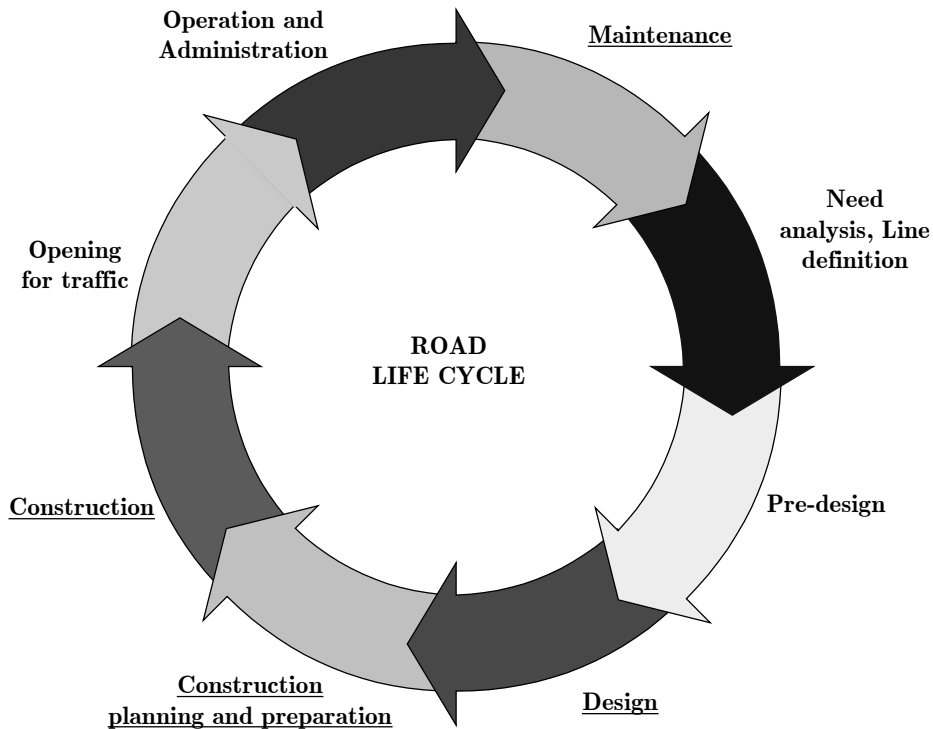 Operation and
Administration
Maintenance
Need
analysis, Line
definition
Opening
for traffic
ROAD
LIFE CYCLE
Construction
Pre-design
Construction
planning and preparation
Design